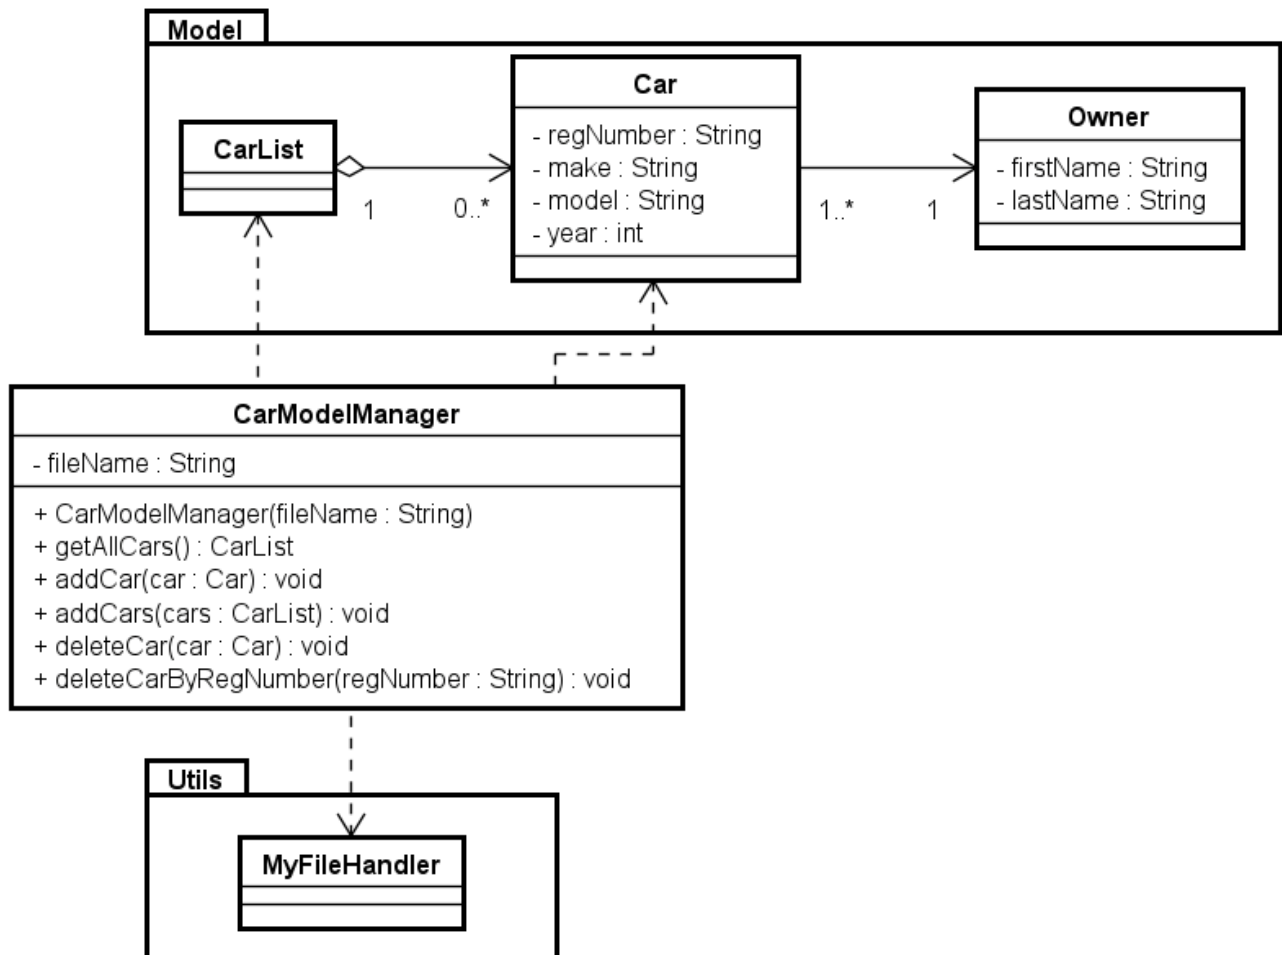 Model
CarList
1
0..*
Car
- regNumber : String
- make : String
- model : String
- year : int
1..*
1
Owner
- firstName : String
- lastName : String
CarModelManager
- fileName : String
+ CarModelManager(fileName : String)
+ getAllCars() : CarList
+ addCar(car : Car) : void
+ addCars(cars : CarList) : void
+ deleteCar(car : Car) : void
+ deleteCarByRegNumber(regNumber : String) : void
Utils
MyFileHandler